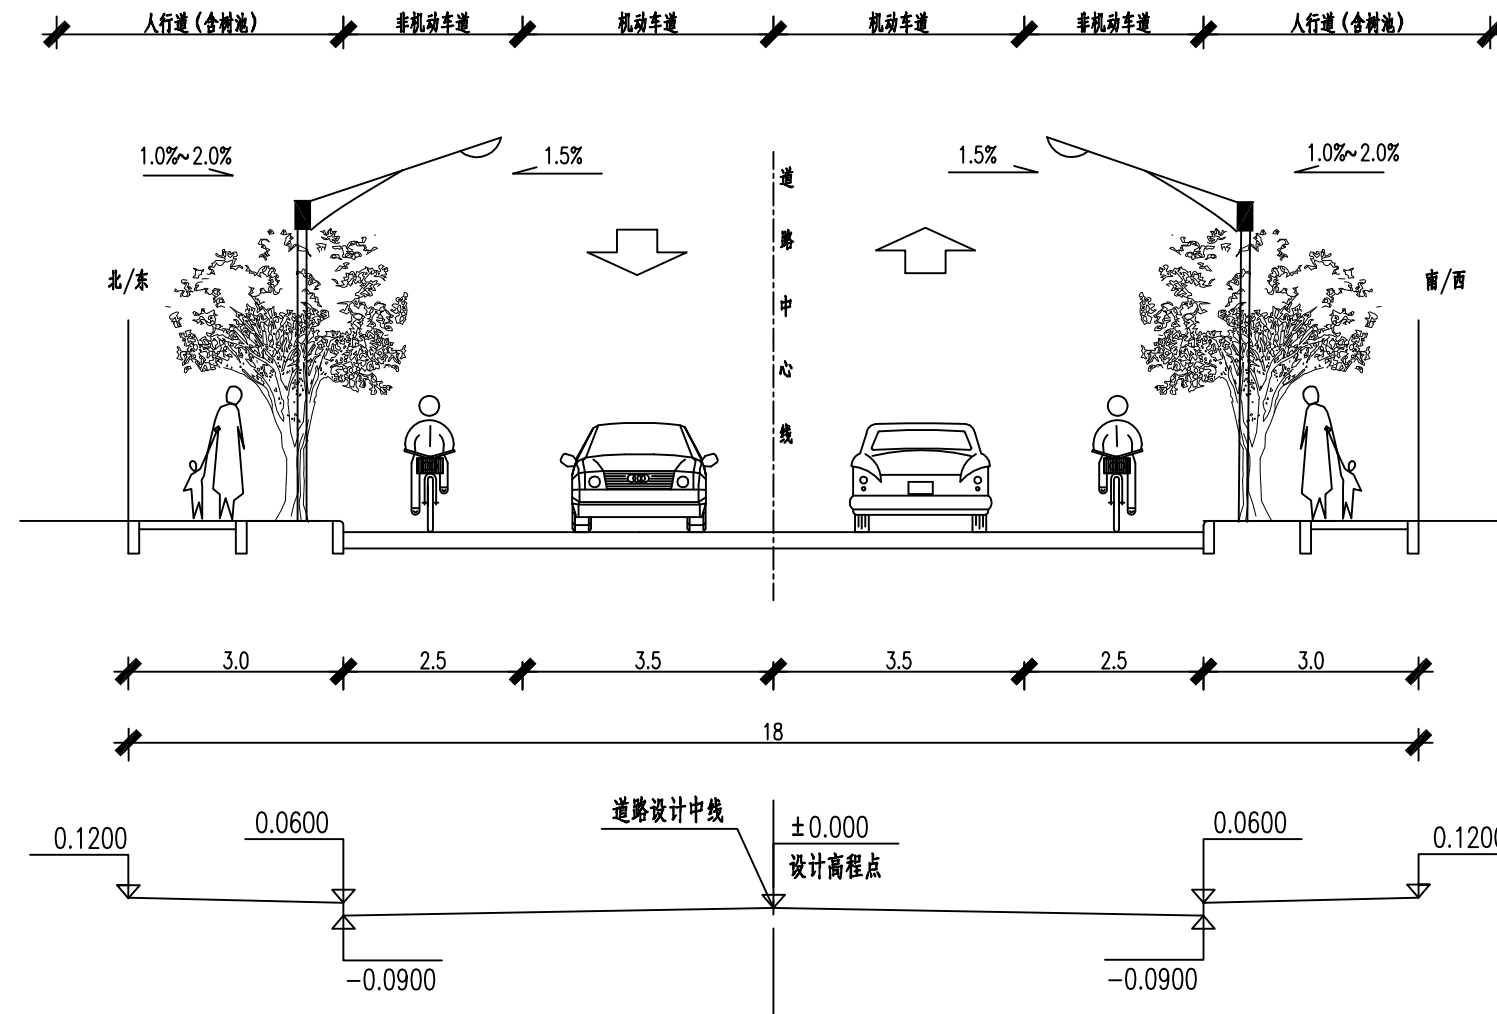 人行道(含树池) 非机动车道 机动车道 机动车道 非机动车道 人行道(含树池)
1.0%~2.0% 1.5% 1.5% 1.0%~2.0%
道路中心线
北/东 南/西
3.0 2.5 3.5 3.5 2.5 3.0
18
0.1200 0.0600 道路设计中线 ±0.000 0.0600 0.1200
设计高程点
-0.0900 -0.0900